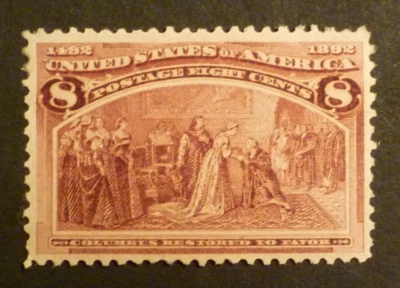 1492 1892
UNITED STATES OF AMERICA
POSTAGE EIGHT CENTS
8 8
COLUMBUS RESTORED TO FAVOR